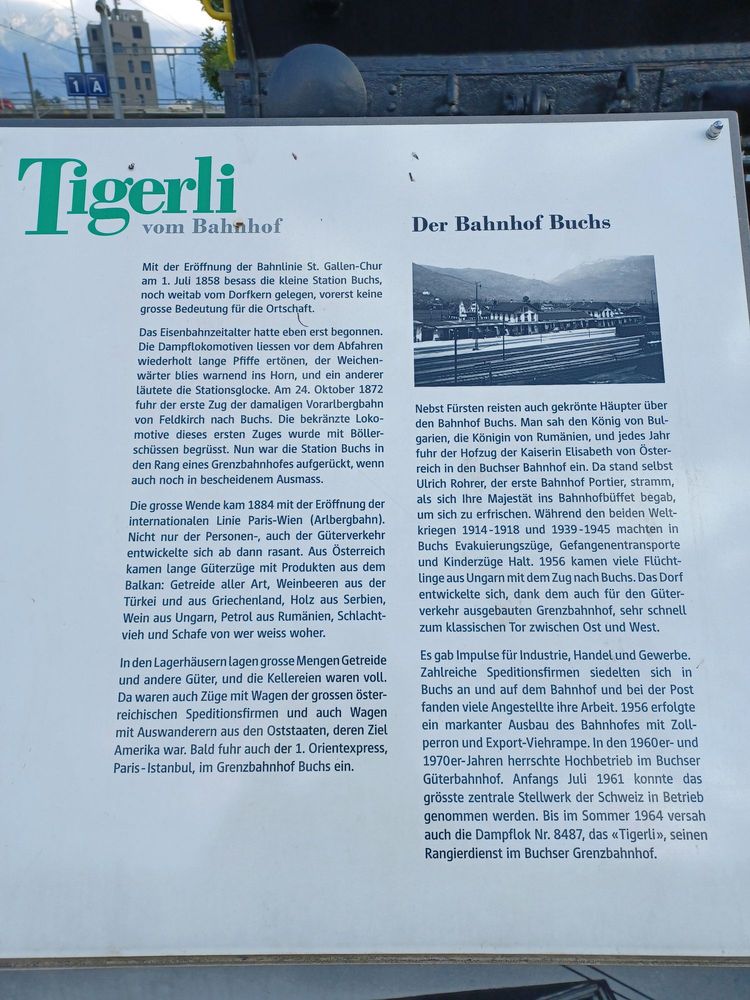 1 A
Tigerli
vom Bahnhof
Mit der Eröffnung der Bahnlinie St. Gallen-Chur
am 1. Juli 1858 besass die kleine Station Buchs,
noch weitab vom Dorfkern gelegen, vorerst keine
grosse Bedeutung für die Ortschaft.
Das Eisenbahnzeitalter hatte eben erst begonnen.
Die Dampflokomotiven liessen vor dem Abfahren
wiederholt lange Pfiffe ertönen, der Weichen-
wärter blies warnend ins Horn, und ein anderer
läutete die Stationsglocke. Am 24. Oktober 1872
fuhr der erste Zug der damaligen Vorarlbergbahn
von Feldkirch nach Buchs. Die bekränzte Loko-
motive dieses ersten Zuges wurde mit Böller-
schüssen begrüsst. Nun war die Station Buchs in
den Rang eines Grenzbahnhofes aufgerückt, wenn
auch noch in bescheidenem Ausmass.
Die grosse Wende kam 1884 mit der Eröffnung der
internationalen Linie Paris-Wien (Arlbergbahn).
Nicht nur der Personen-, auch der Güterverkehr
entwickelte sich ab dann rasant. Aus Österreich
kamen lange Güterzüge mit Produkten aus dem
Balkan: Getreide aller Art, Weinbeeren aus der
Türkei und aus Griechenland, Holz aus Serbien,
Wein aus Ungarn, Petrol aus Rumänien, Schlacht-
vieh und Schafe von wer weiss woher.
In den Lagerhäusern lagen grosse Mengen Getreide
und andere Güter, und die Kellereien waren voll.
Da waren auch Züge mit Wagen der grossen öster-
reichischen Speditionsfirmen und auch Wagen
mit Auswanderern aus den Oststaaten, deren Ziel
Amerika war. Bald fuhr auch der 1. Orientexpress,
Paris-Istanbul, im Grenzbahnhof Buchs ein.
Der Bahnhof Buchs
Nebst Fürsten reisten auch gekrönte Häupter über
den Bahnhof Buchs. Man sah den König von Bul-
garien, die Königin von Rumänien, und jedes Jahr
fuhr der Hofzug der Kaiserin Elisabeth von Öster-
reich in den Buchser Bahnhof ein. Da stand selbst
Ulrich Rohrer, der erste Bahnhof Portier, stramm,
als sich Ihre Majestät ins Bahnhofbüffet begab,
um sich zu erfrischen. Während den beiden Welt-
kriegen 1914-1918 und 1939-1945 machten in
Buchs Evakuierungszüge, Gefangenentransporte
und Kinderzüge Halt. 1956 kamen viele Flücht-
linge aus Ungarn mit dem Zug nach Buchs. Das Dorf
entwickelte sich, dank dem auch für den Güter-
verkehr ausgebauten Grenzbahnhof, sehr schnell
zum klassischen Tor zwischen Ost und West.
Es gab Impulse für Industrie, Handel und Gewerbe.
Zahlreiche Speditionsfirmen siedelten sich in
Buchs an und auf dem Bahnhof und bei der Post
fanden viele Angestellte ihre Arbeit. 1956 erfolgte
ein markanter Ausbau des Bahnhofes mit Zoll-
perron und Export-Viehrampe. In den 1960er- und
1970er-Jahren herrschte Hochbetrieb im Buchser
Güterbahnhof. Anfangs Juli 1961 konnte das
grösste zentrale Stellwerk der Schweiz in Betrieb
genommen werden. Bis im Sommer 1964 versah
auch die Dampflok Nr. 8487, das «Tigerli», seinen
Rangierdienst im Buchser Grenzbahnhof.